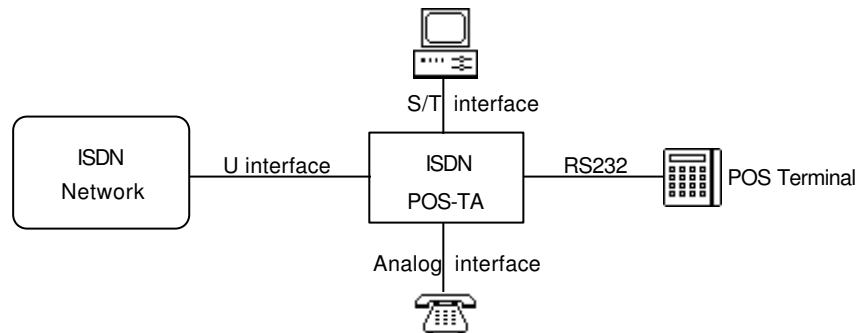 S/T interface
ISDN
Network
U interface
ISDN
POS-TA
RS232
POS Terminal
Analog interface